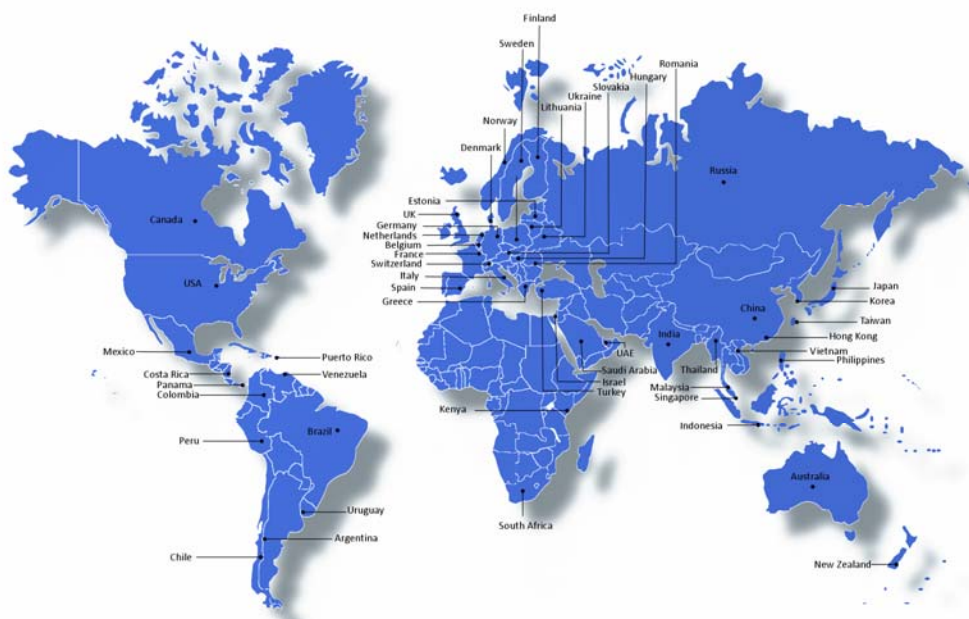 Finland
Sweden
Romania
Hungary
Slovakia
Ukraine
Lithuania
Norway
Denmark
Russia
Estonia
UK
Canada
Germany
Netherlands
Belgium
France
Switzerland
Italy
USA
Spain
Japan
Greece
Korea
China
Taiwan
India
Hong Kong
Mexico
UAE
Vietnam
Puerto Rico
Philippines
Saudi Arabia
Thailand
Costa Rica
Venezuela
Israel
Panama
Malaysia
Turkey
Colombia
Singapore
Kenya
Indonesia
Brazil
Peru
Australia
Uruguay
South Africa
Argentina
Chile
New Zealand